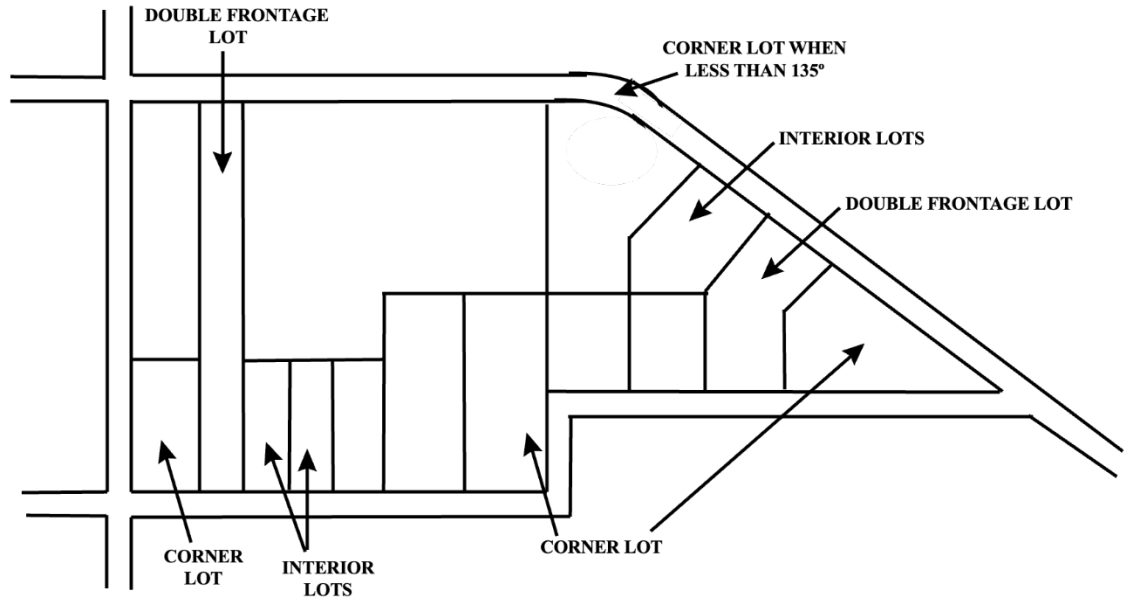 DOUBLE FRONTAGE
LOT
CORNER LOT WHEN
LESS THAN 135º
INTERIOR LOTS
DOUBLE FRONTAGE LOT
CORNER
LOT
INTERIOR
LOTS
CORNER LOT